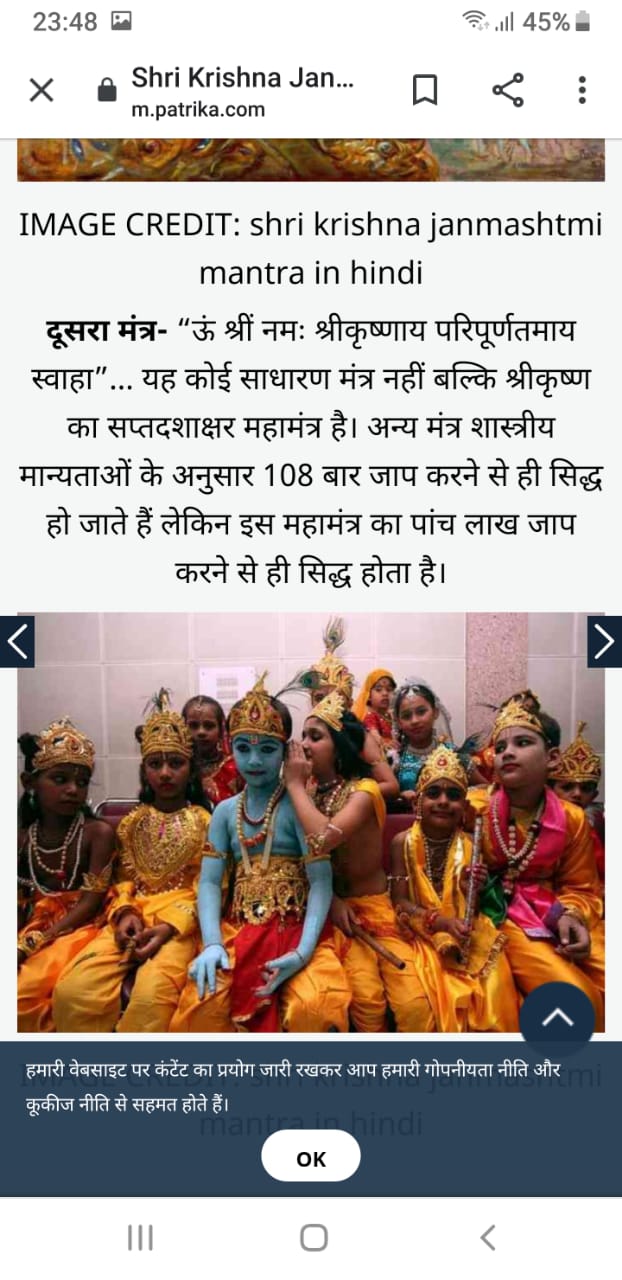 23:48
45%
Shri Krishna Jan...
m.patrika.com
IMAGE CREDIT: shri krishna janmashtmi
mantra in hindi
दूसरा मंत्र- “ऊं श्रीं नमः श्रीकृष्णाय परिपूर्णतमाय
स्वाहा”... यह कोई साधारण मंत्र नहीं बल्कि श्रीकृष्ण
का सप्तदशाक्षर महामंत्र है। अन्य मंत्र शास्त्रीय
मान्यताओं के अनुसार 108 बार जाप करने से ही सिद्ध
हो जाते हैं लेकिन इस महामंत्र का पांच लाख जाप
करने से ही सिद्ध होता है।
हमारी वेबसाइट पर कंटेंट का प्रयोग जारी रखकर आप हमारी गोपनीयता नीति और
कूकीज नीति से सहमत होते हैं।
IMAGE CREDIT: shri krishna janmashtmi
mantra in hindi
OK